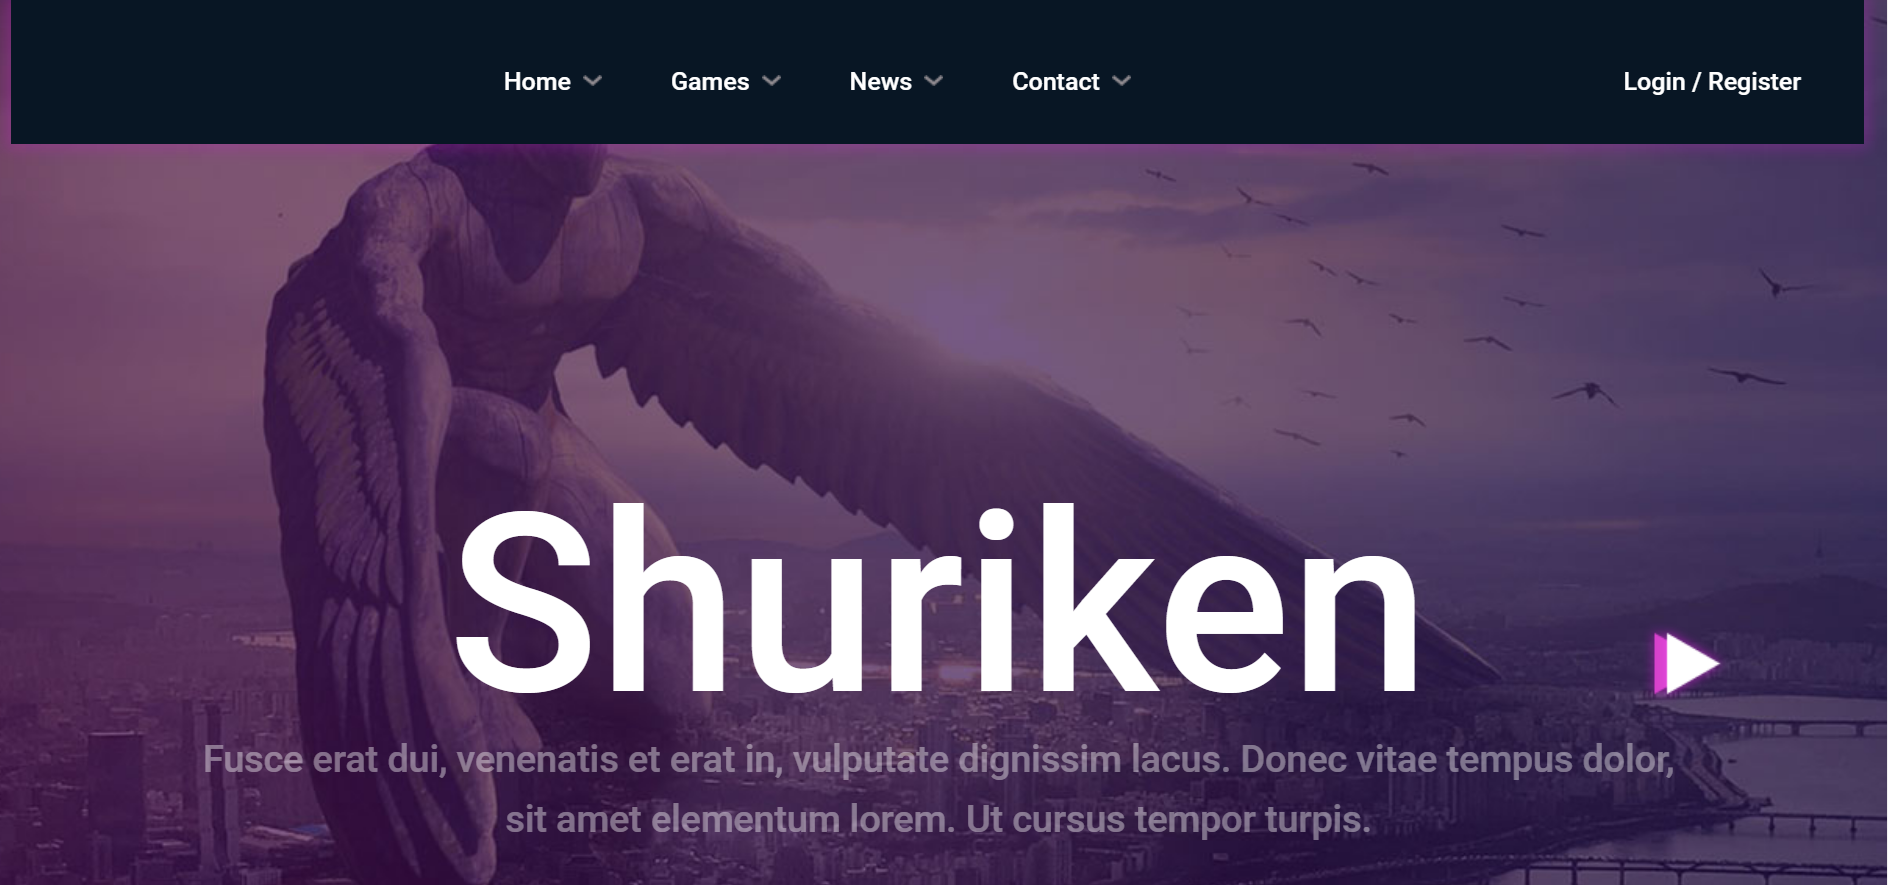 Home Games News Contact Login / Register
Shuriken
Fusce erat dui, venenatis et erat in, vulputate dignissim lacus. Donec vitae tempus dolor,
sit amet elementum lorem. Ut cursus tempor turpis.